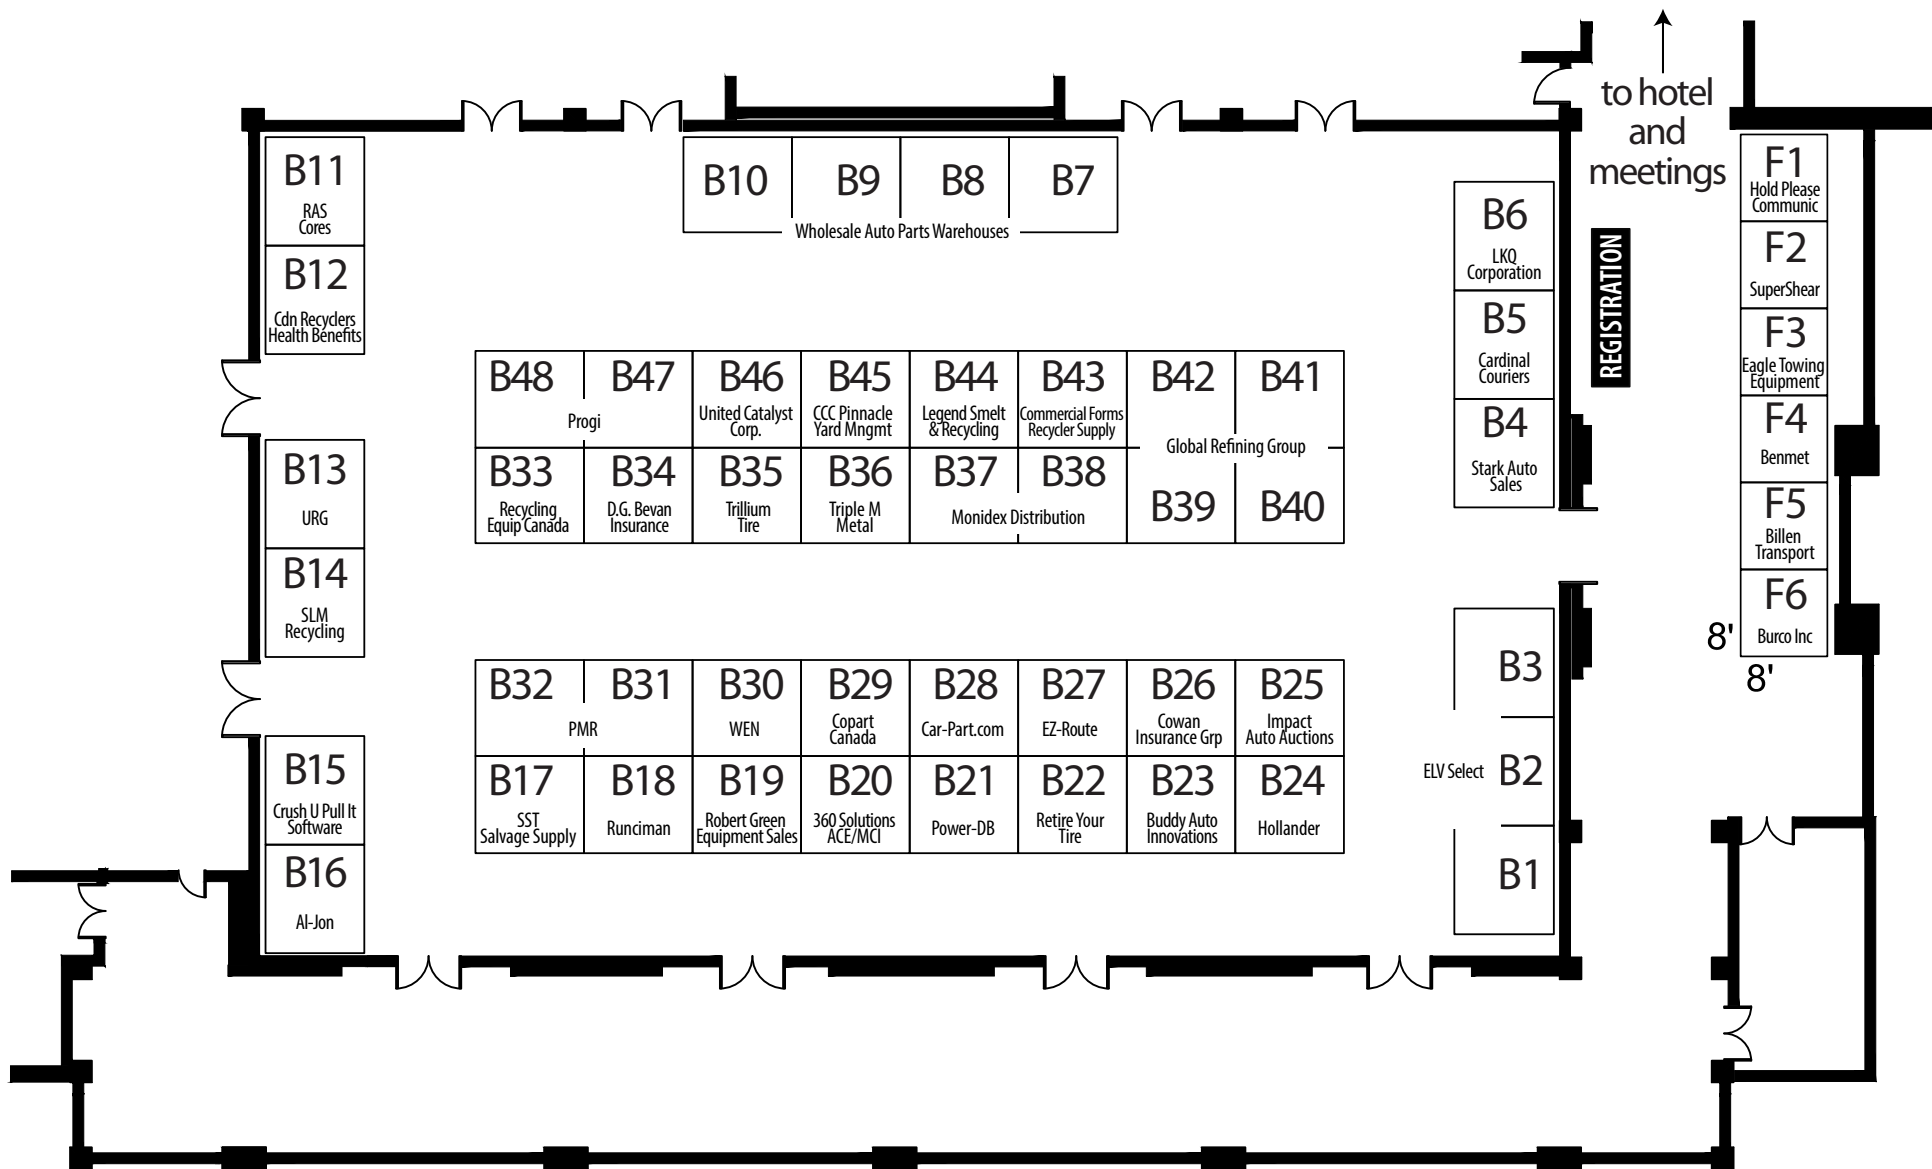 to hotel
and
meetings
REGISTRATION
B11
RAS
Cores
B12
Cdn Recyclers
Health Benefits
B13
URG
B14
SLM
Recycling
B15
Crush U Pull It
Software
B16
Al-Jon
B10 B9 B8 B7
Wholesale Auto Parts Warehouses
B6
LKQ
Corporation
B5
Cardinal
Couriers
B4
Stark Auto
Sales
B48 B47
Progi
B46
United Catalyst
Corp.
B45
CCC Pinnacle
Yard Mngmt
B44
Legend Smelt
& Recycling
B43
Commercial Forms
Recycler Supply
B42 B41
Global Refining Group
B39 B40
B33
Recycling
Equip Canada
B34
D.G. Bevan
Insurance
B35
Trillium
Tire
B36
Triple M
Metal
B37 B38
Monidex Distribution
B32 B31
PMR
B30
WEN
B29
Copart
Canada
B28
Car-Part.com
B27
EZ-Route
B26
Cowan
Insurance Grp
B25
Impact
Auto Auctions
B17
SST
Salvage Supply
B18
Runciman
B19
Robert Green
Equipment Sales
B20
360 Solutions
ACE/MCI
B21
Power-DB
B22
Retire Your
Tire
B23
Buddy Auto
Innovations
B24
Hollander
B3
ELV Select B2
B1
F1
Hold Please
Communic
F2
SuperShear
F3
Eagle Towing
Equipment
F4
Benmet
F5
Billen
Transport
F6
Burco Inc
8'
8'